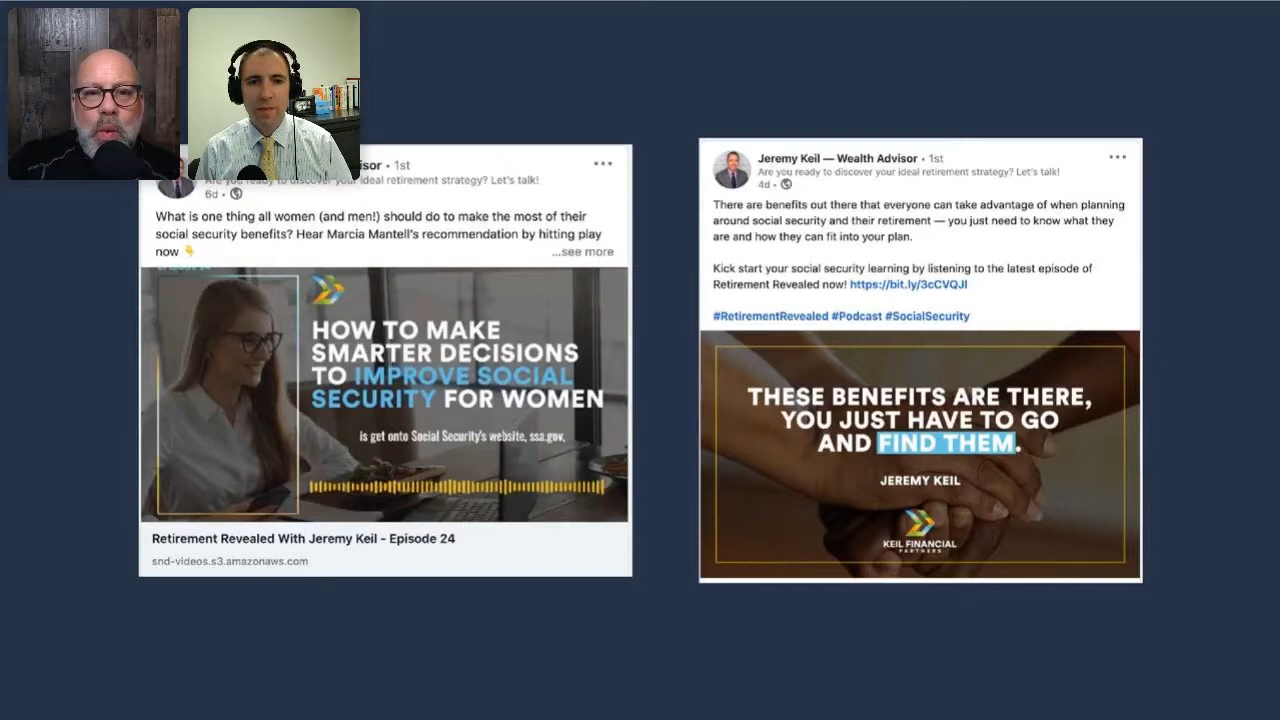 isor • 1st
Are you ready to discover your ideal retirement strategy? Let's talk!
6d •
What is one thing all women (and men!) should do to make the most of their
social security benefits? Hear Marcia Mantell's recommendation by hitting play
now 👇
...see more
HOW TO MAKE
SMARTER DECISIONS
TO IMPROVE SOCIAL
SECURITY FOR WOMEN
is get onto Social Security's website, ssa.gov,
Retirement Revealed With Jeremy Keil - Episode 24
snd-videos.s3.amazonaws.com
Jeremy Keil — Wealth Advisor • 1st
Are you ready to discover your ideal retirement strategy? Let's talk!
4d •
There are benefits out there that everyone can take advantage of when planning
around social security and their retirement — you just need to know what they
are and how they can fit into your plan.
Kick start your social security learning by listening to the latest episode of
Retirement Revealed now! https://bit.ly/3cCVQJl
#RetirementRevealed #Podcast #SocialSecurity
THESE BENEFITS ARE THERE,
YOU JUST HAVE TO GO
AND FIND THEM.
JEREMY KEIL
KEIL FINANCIAL
PARTNERS